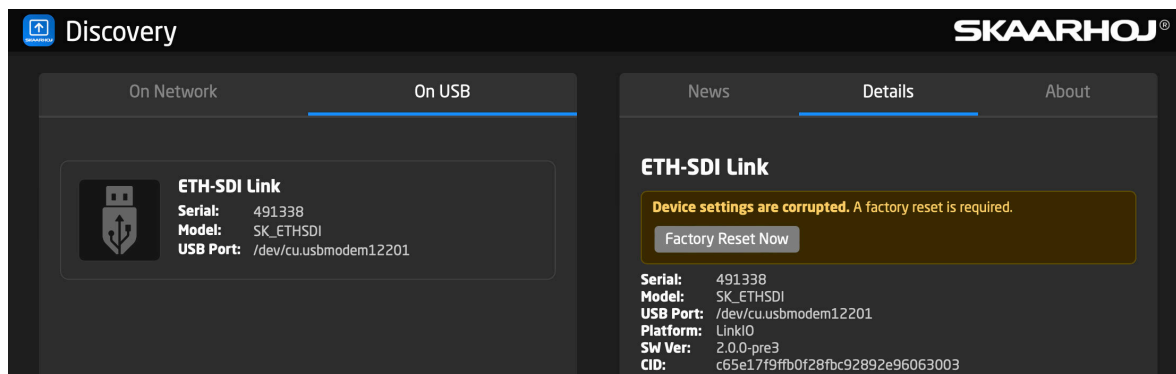 Discovery
SKAARHOJ®
On Network
On USB
ETH-SDI Link
Serial: 491338
Model: SK_ETHSDI
USB Port: /dev/cu.usbmodem12201
News
Details
About
ETH-SDI Link
Device settings are corrupted. A factory reset is required.
Factory Reset Now
Serial: 491338
Model: SK_ETHSDI
USB Port: /dev/cu.usbmodem12201
Platform: LinkIO
SW Ver: 2.0.0-pre3
CID: c65e17f9ffb0f28fbc92892e96063003